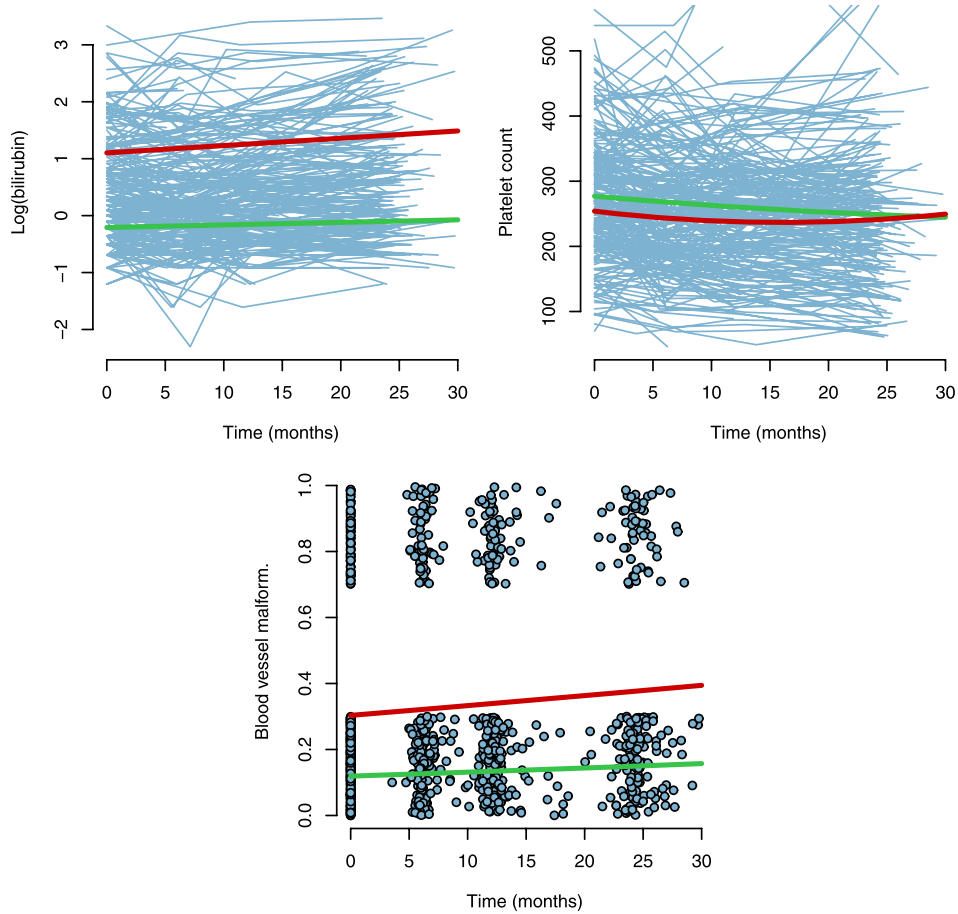 Log(bilirubin)
3
2
1
0
−1
−2
0 5 10 15 20 25 30
Time (months)
Platelet count
500
400
300
200
100
0 5 10 15 20 25 30
Time (months)
Blood vessel malform.
1.0
0.8
0.6
0.4
0.2
0.0
0 5 10 15 20 25 30
Time (months)